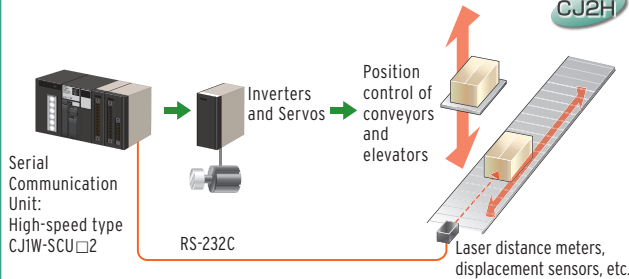 CJ2H
Inverters
and Servos
Position
control of
conveyors
and
elevators
Serial
Communication
Unit:
High-speed type
CJ1W-SCU□2
RS-232C
Laser distance meters,
displacement sensors, etc.